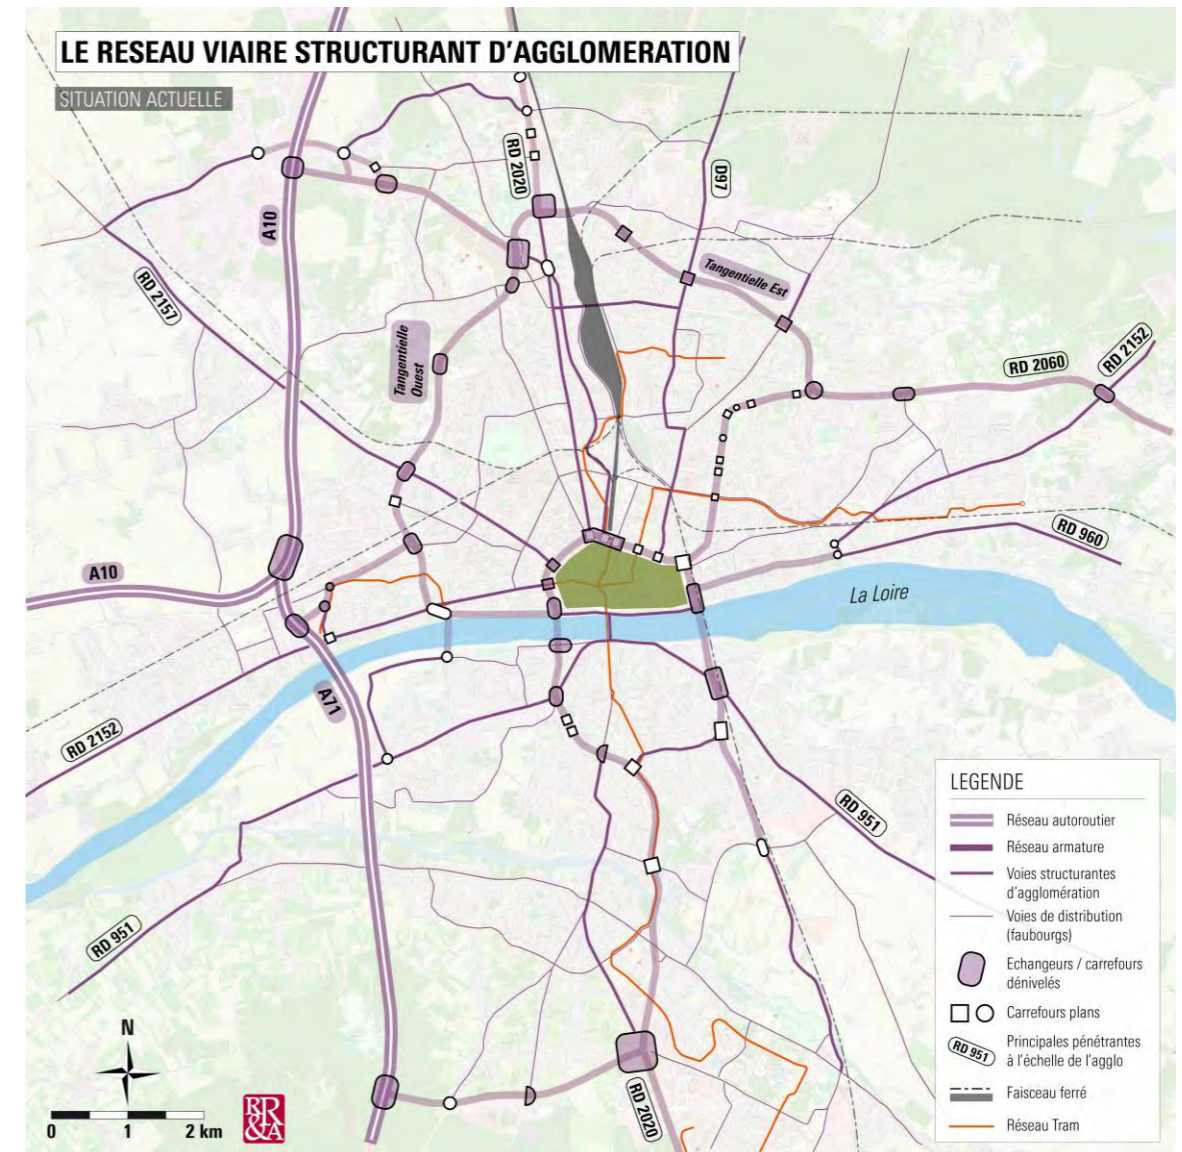 LE RESEAU VIAIRE STRUCTURANT D'AGGLOMERATION
SITUATION ACTUELLE
RD 2020
D97
A10
RD 2157
Tangentielle Est
Tangentielle
Ouest
RD 2060
RD 2152
RD 960
A10
La Loire
A71
RD 2152
RD 951
RD 951
RD 2020
N
0 1 2 km
RR
&A
LEGENDE
Réseau autoroutier
Réseau armature
Voies structurantes
d'agglomération
Voies de distribution
(faubourgs)
Echangeurs / carrefours
dénivelés
Carrefours plans
RD 951
Principales pénétrantes
à l'échelle de l'agglo
Faisceau ferré
Réseau Tram